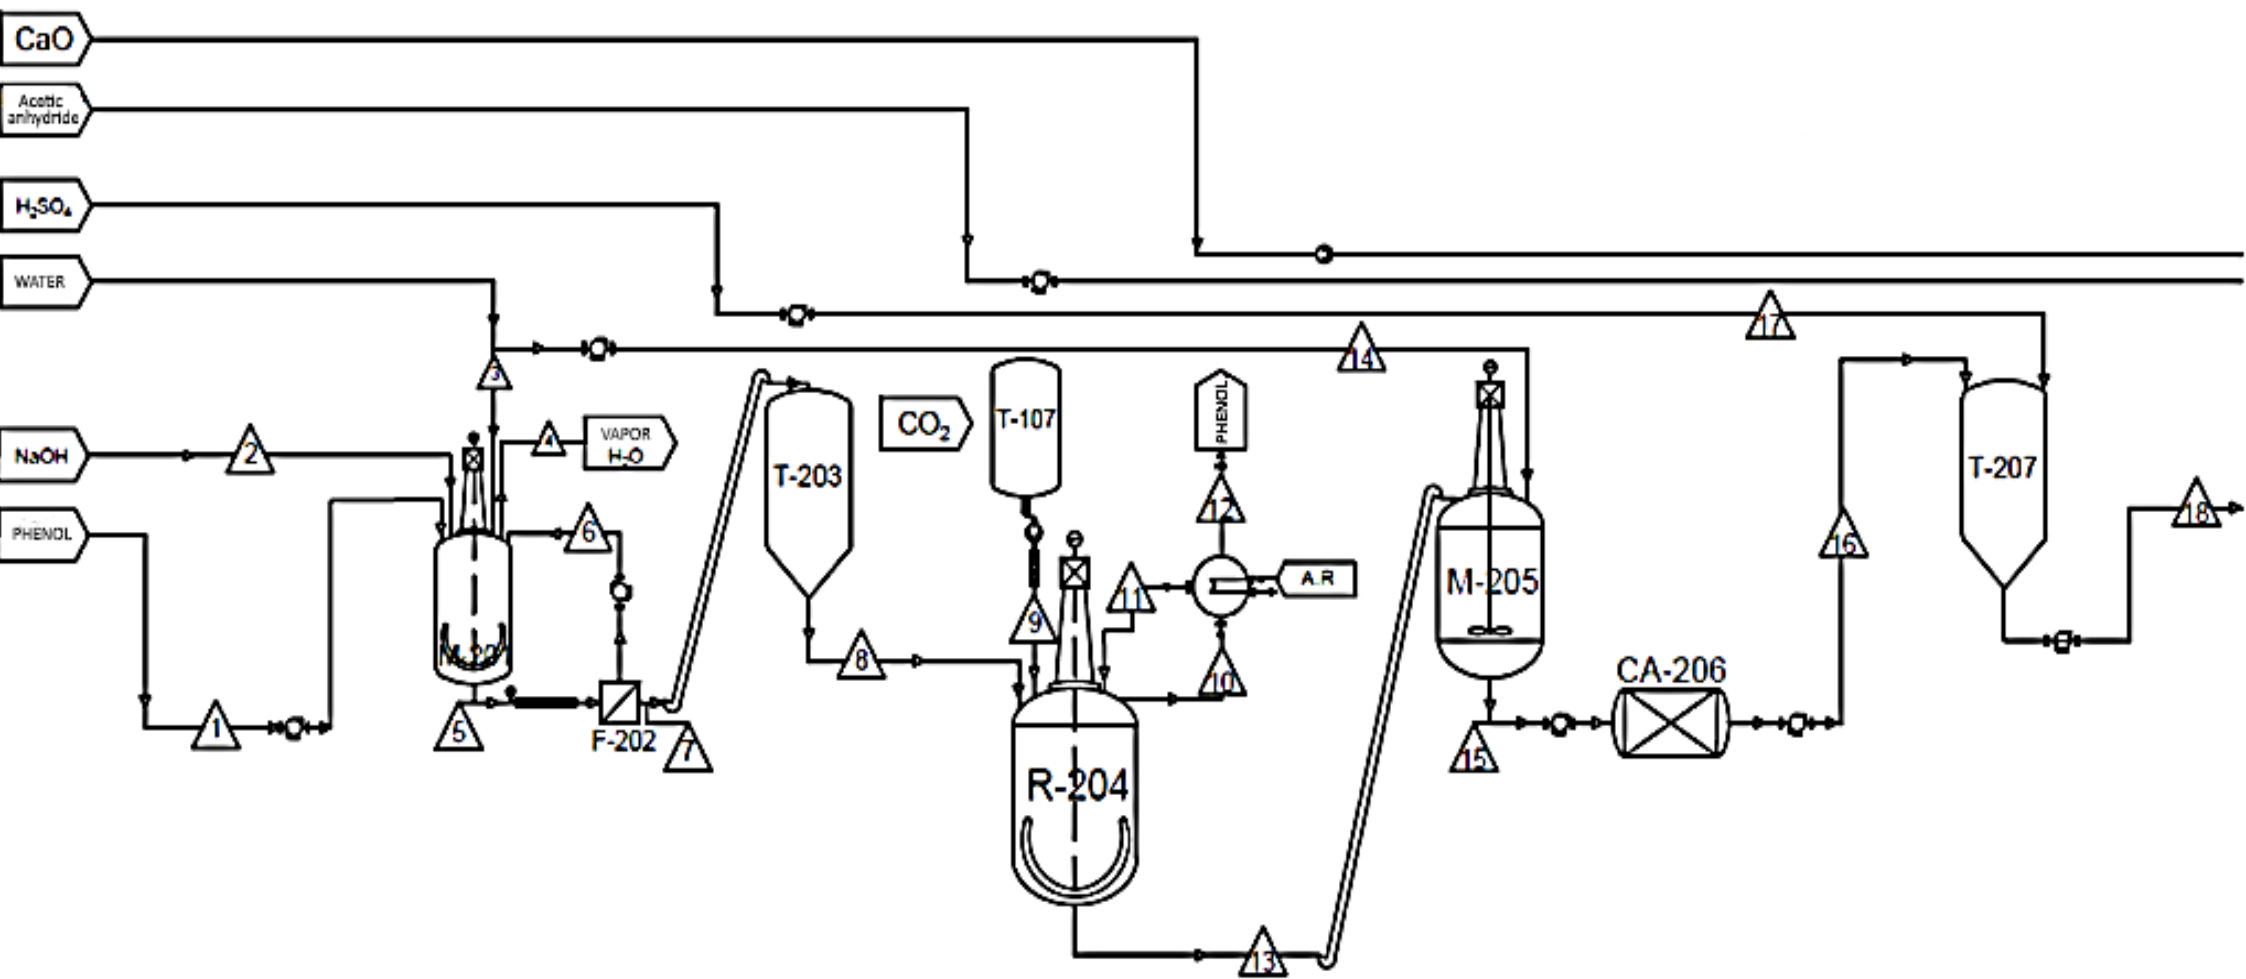 CaO
Acetic
anhydride
H₂SO₄
WATER
17
14
3
NaOH
2
4
VAPOR
H₂O
CO₂
T-107
PHENOL
T-203
T-207
PHENOL
6
12
18
16
11
A.R
M-205
9
8
10
1
5
F-202
7
CA-206
15
R-204
13